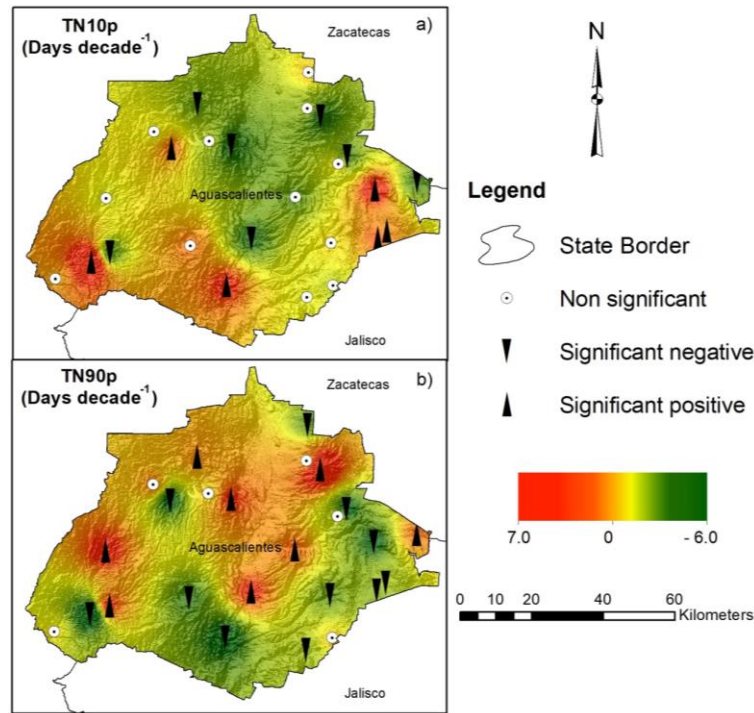 TN10p
(Days decade-1)
Zacatecas
a)
Aguascalientes
Jalisco
TN90p
(Days decade-1)
Zacatecas
b)
Aguascalientes
Jalisco
N
Legend
State Border
Non significant
Significant negative
Significant positive
7.0 0 - 6.0
0 10 20 40 60
Kilometers